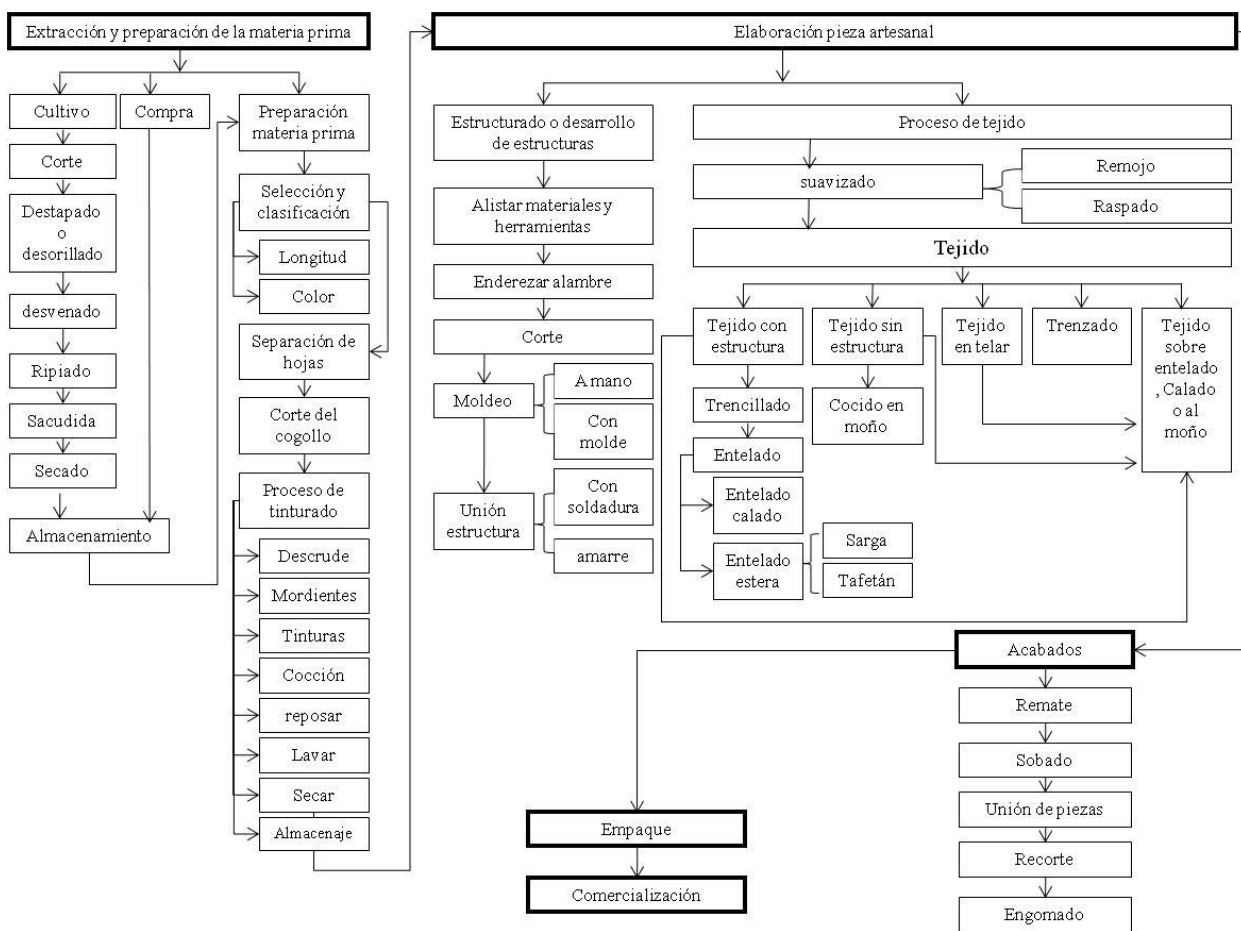 Extracción y preparación de la materia prima
Cultivo
Corte
Destapado
o
desorillado
desvenado
Ripiado
Sacudida
Secado
Almacenamiento
Compra
Preparación
materia prima
Selección y
clasificación
Longitud
Color
Separación de
hojas
Corte del
cogollo
Proceso de
tinturado
Descrude
Mordientes
Tinturas
Cocción
reposar
Lavar
Secar
Almacenaje
Elaboración pieza artesanal
Estructurado o desarrollo
de estructuras
Alistar materiales y
herramientas
Enderezar alambre
Corte
Moldeo
A mano
Con
molde
Unión
estructura
Con
soldadura
amarre
Proceso de tejido
suavizado
Remojo
Raspado
Tejido
Tejido con
estructura
Trencillado
Entelado
Entelado
calado
Entelado
estera
Sarga
Tafetán
Tejido sin
estructura
Cocido en
moño
Tejido
en telar
Trenzado
Tejido
sobre
entelado
, Calado
o al
moño
Acabados
Remate
Sobado
Unión de piezas
Recorte
Engomado
Empaque
Comercialización